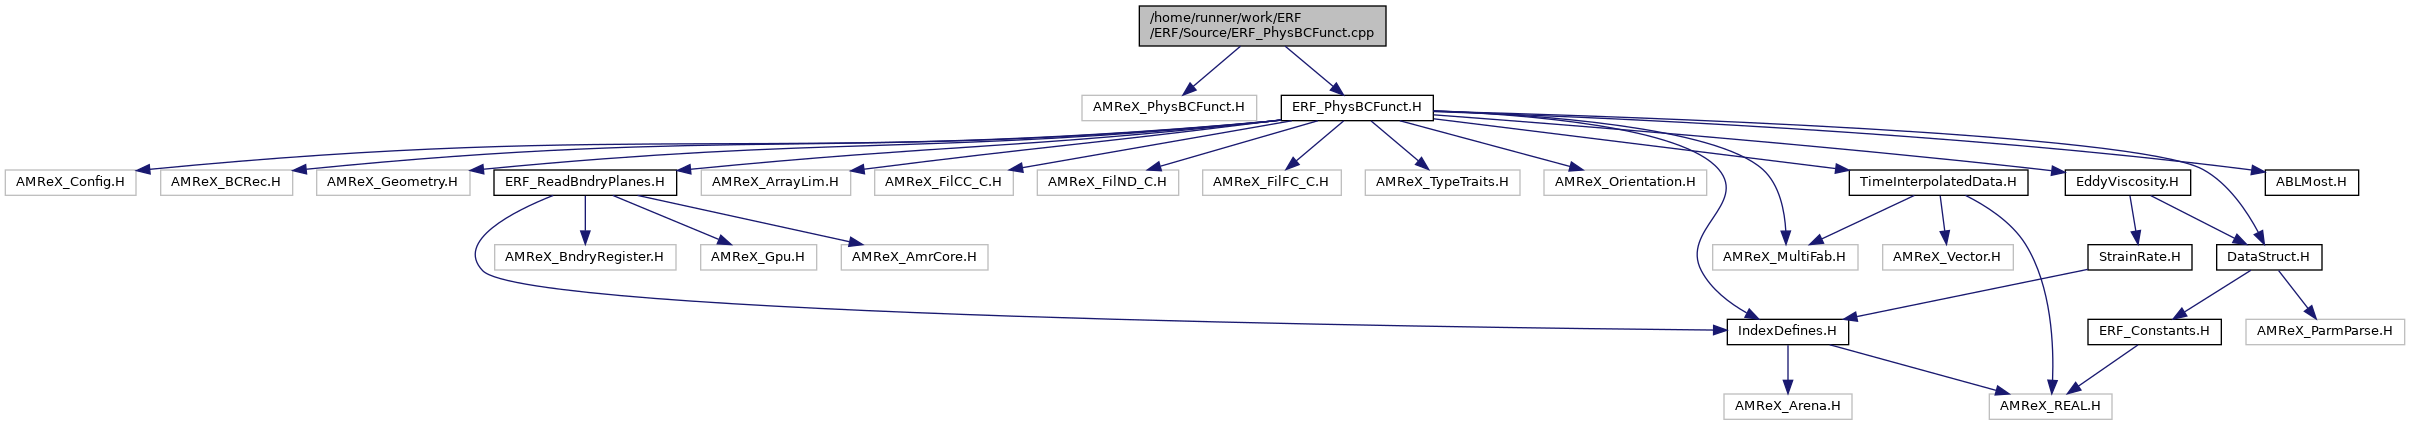 /home/runner/work/ERF
/ERF/Source/ERF_PhysBCFunct.cpp
AMReX_PhysBCFunct.H
ERF_PhysBCFunct.H
AMReX_Config.H
AMReX_BCRec.H
AMReX_Geometry.H
ERF_ReadBndryPlanes.H
AMReX_ArrayLim.H
AMReX_FilCC_C.H
AMReX_FilND_C.H
AMReX_FilFC_C.H
AMReX_TypeTraits.H
AMReX_Orientation.H
TimeInterpolatedData.H
EddyViscosity.H
ABLMost.H
AMReX_BndryRegister.H
AMReX_Gpu.H
AMReX_AmrCore.H
AMReX_MultiFab.H
AMReX_Vector.H
StrainRate.H
DataStruct.H
IndexDefines.H
ERF_Constants.H
AMReX_ParmParse.H
AMReX_Arena.H
AMReX_REAL.H